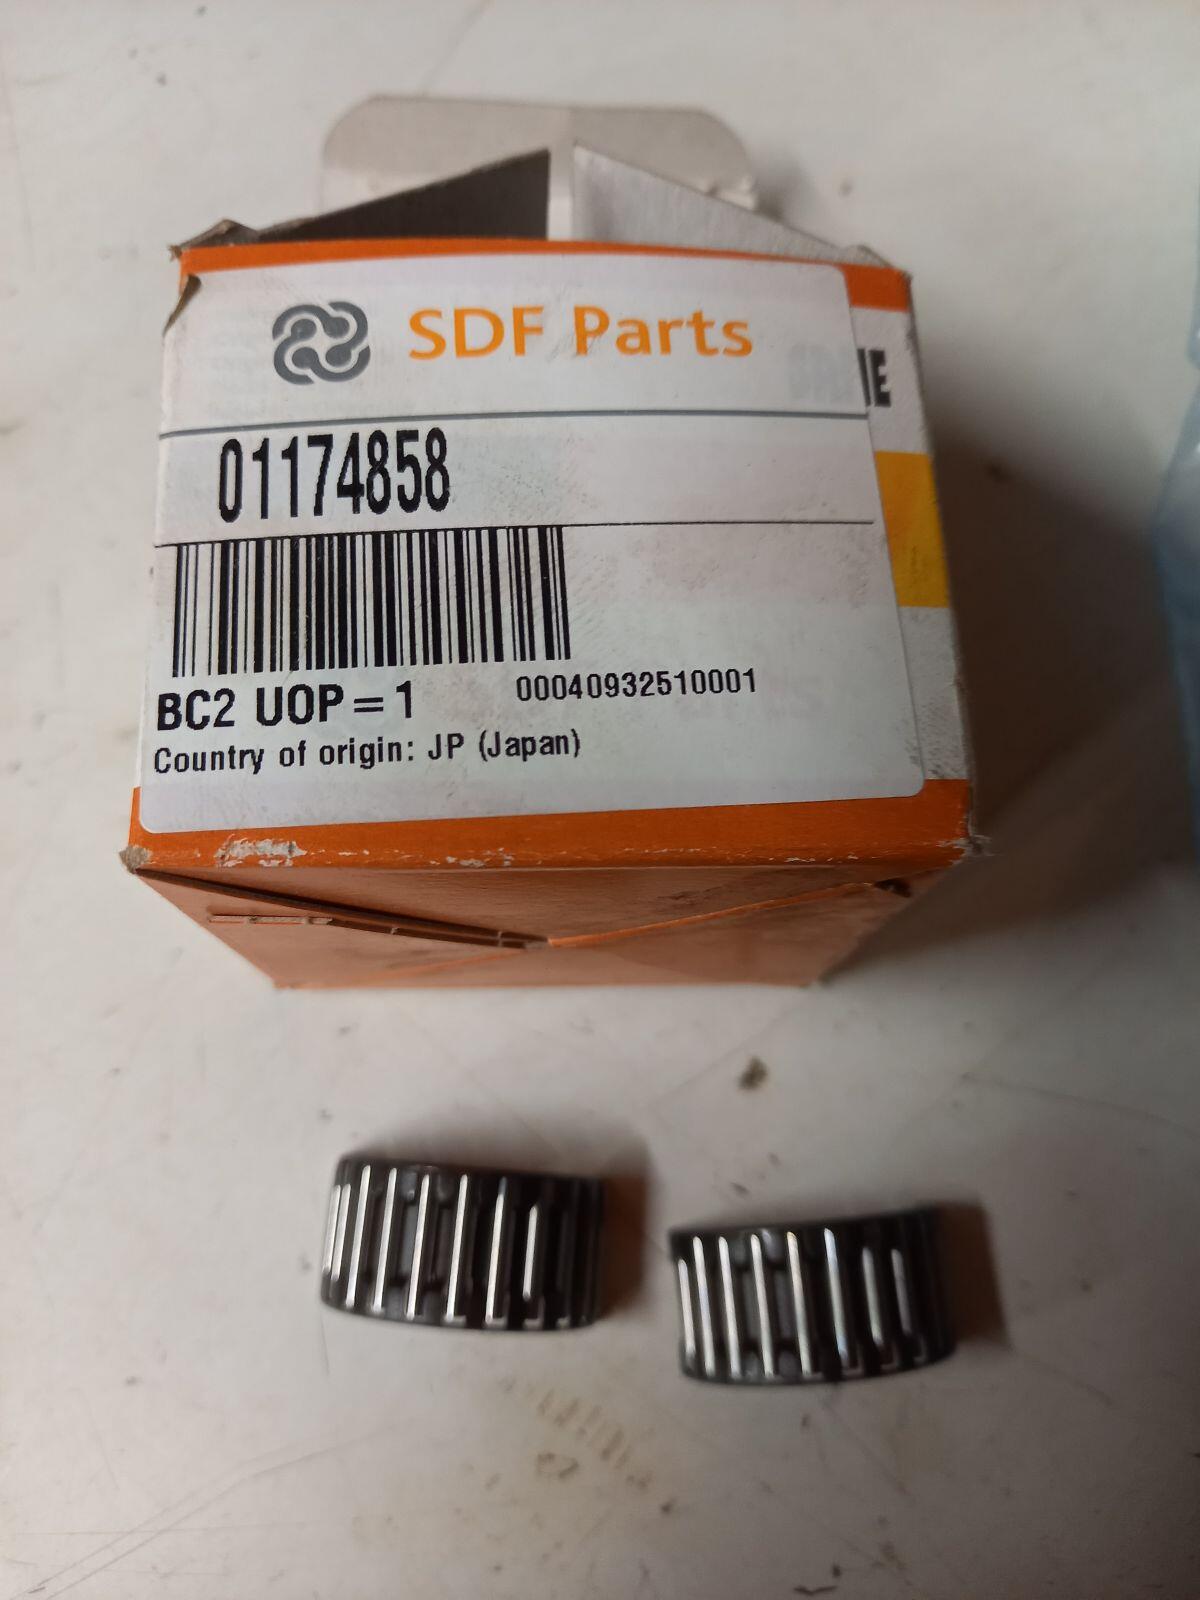 SDF Parts
01174858
BC2 UOP = 1
00040932510001
Country of origin: JP (Japan)